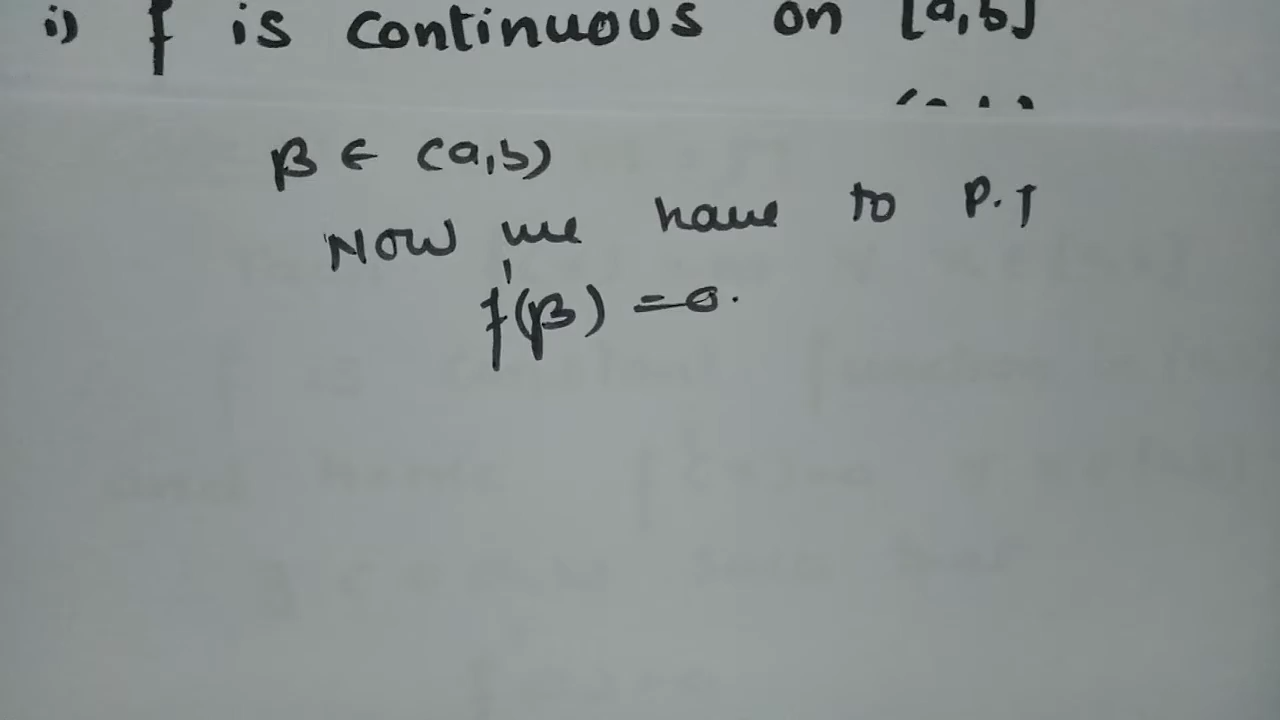 i) f is continuous on [a,b]
β ∈ (a,b)
Now we have to P.T
f'(β) = 0.